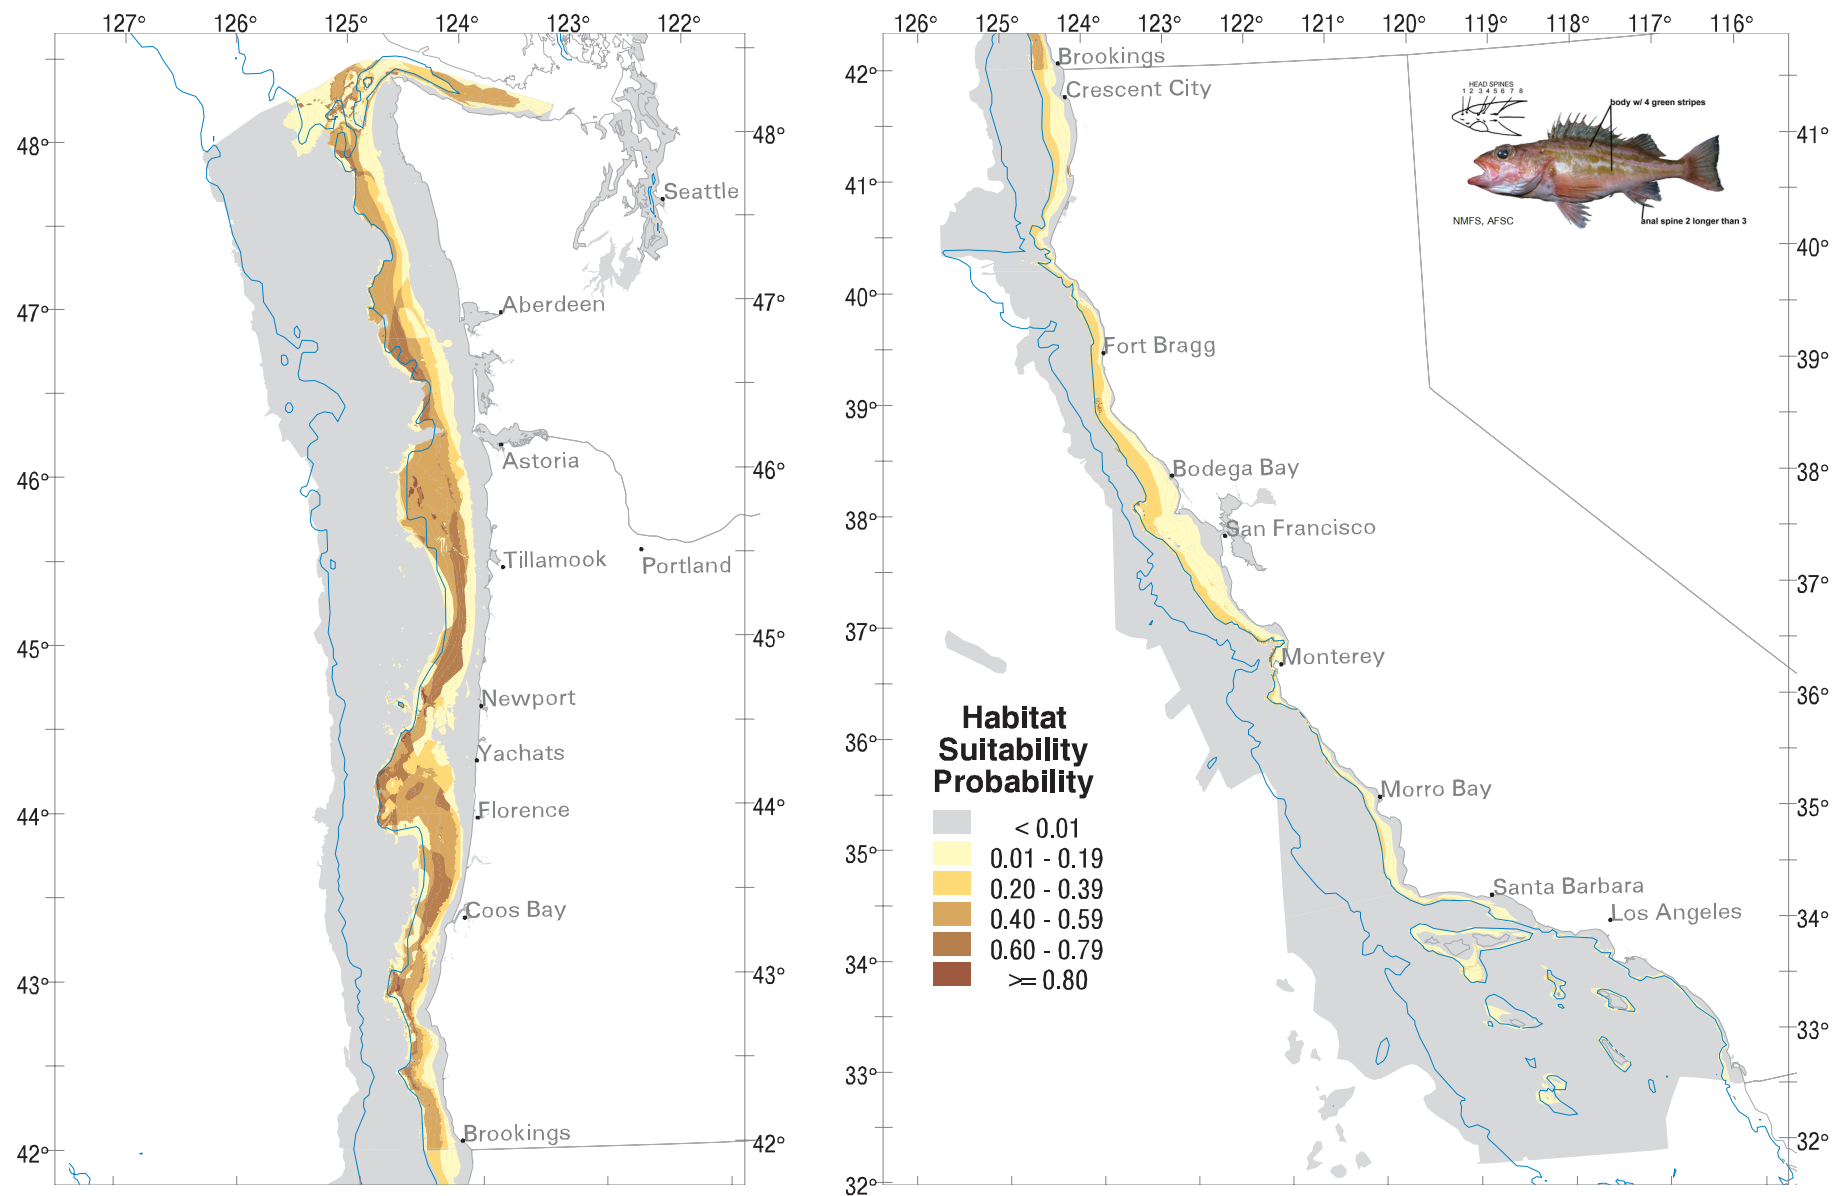 127° 125° 124° 123° 122°
126° 125° 124° 123° 122° 121° 120° 119° 118° 117° 116°
48°
47°
46°
45°
44°
43°
42°
48°
47°
46°
45°
44°
43°
42°
Seattle
Aberdeen
Astoria
Tillamook
Portland
Newport
Yachats
Florence
Coos Bay
Brookings
42°
41°
40°
39°
38°
37°
36°
35°
34°
33°
32°
41°
40°
39°
38°
37°
36°
35°
34°
33°
32°
Brookings
Crescent City
Fort Bragg
Bodega Bay
San Francisco
Monterey
Morro Bay
Santa Barbara
Los Angeles
HEAD SPINES
1 2 3 4 5 6 7 8
body w/ 4 green stripes
NMFS, AFSC
anal spine 2 longer than 3
Habitat
Suitability
Probability
< 0.01
0.01 - 0.19
0.20 - 0.39
0.40 - 0.59
0.60 - 0.79
>= 0.80